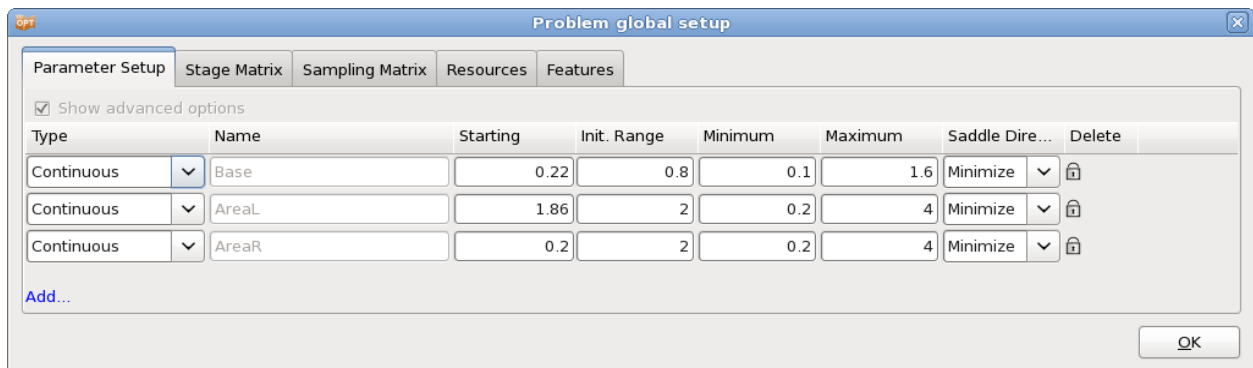 OPT Problem global setup
Parameter Setup Stage Matrix Sampling Matrix Resources Features
Show advanced options
Type Name Starting Init. Range Minimum Maximum Saddle Dire... Delete
Continuous Base 0.22 0.8 0.1 1.6 Minimize
Continuous AreaL 1.86 2 0.2 4 Minimize
Continuous AreaR 0.2 2 0.2 4 Minimize
Add...
OK